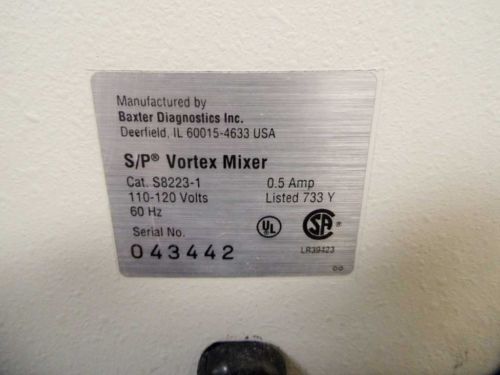 Manufactured by
Baxter Diagnostics Inc.
Deerfield, IL 60015-4633 USA
S/P® Vortex Mixer
Cat. S8223-1 0.5 Amp
110-120 Volts Listed 733 Y
60 Hz
Serial No. UL SA ®
043442 LR39423